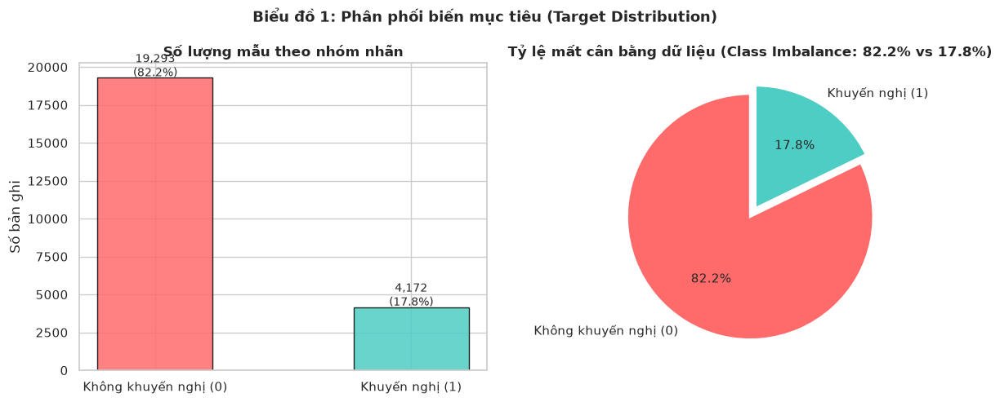 Biểu đồ 1: Phân phối biến mục tiêu (Target Distribution)
Số lượng mẫu theo nhóm nhãn
Số bản ghi
20000
17500
15000
12500
10000
7500
5000
2500
0
19,293
(82.2%)
4,172
(17.8%)
Không khuyến nghị (0)
Khuyến nghị (1)
Tỷ lệ mất cân bằng dữ liệu (Class Imbalance: 82.2% vs 17.8%)
Khuyến nghị (1)
17.8%
82.2%
Không khuyến nghị (0)